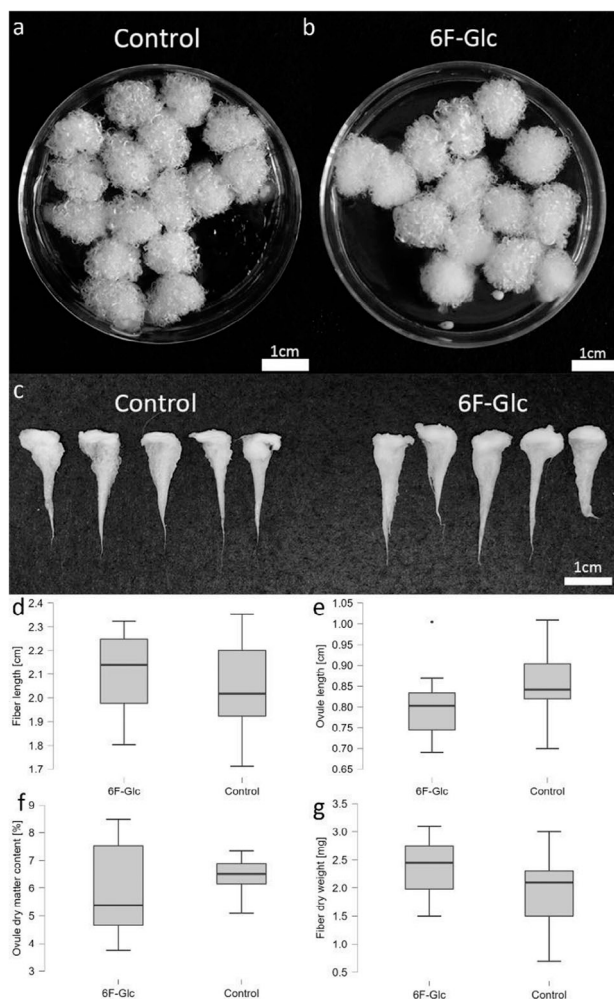 a Control
b 6F-Glc
1cm
1cm
c Control
6F-Glc
1cm
d
Fiber length [cm]
2.4
2.3
2.2
2.1
2.0
1.9
1.8
1.7
6F-Glc Control
e
Ovule length [cm]
1.05
1.00
0.95
0.90
0.85
0.80
0.75
0.70
0.65
6F-Glc Control
f
Ovule dry matter content [%]
9
8
7
6
5
4
3
6F-Glc Control
g
Fiber dry weight [mg]
3.5
3.0
2.5
2.0
1.5
1.0
0.5
6F-Glc Control